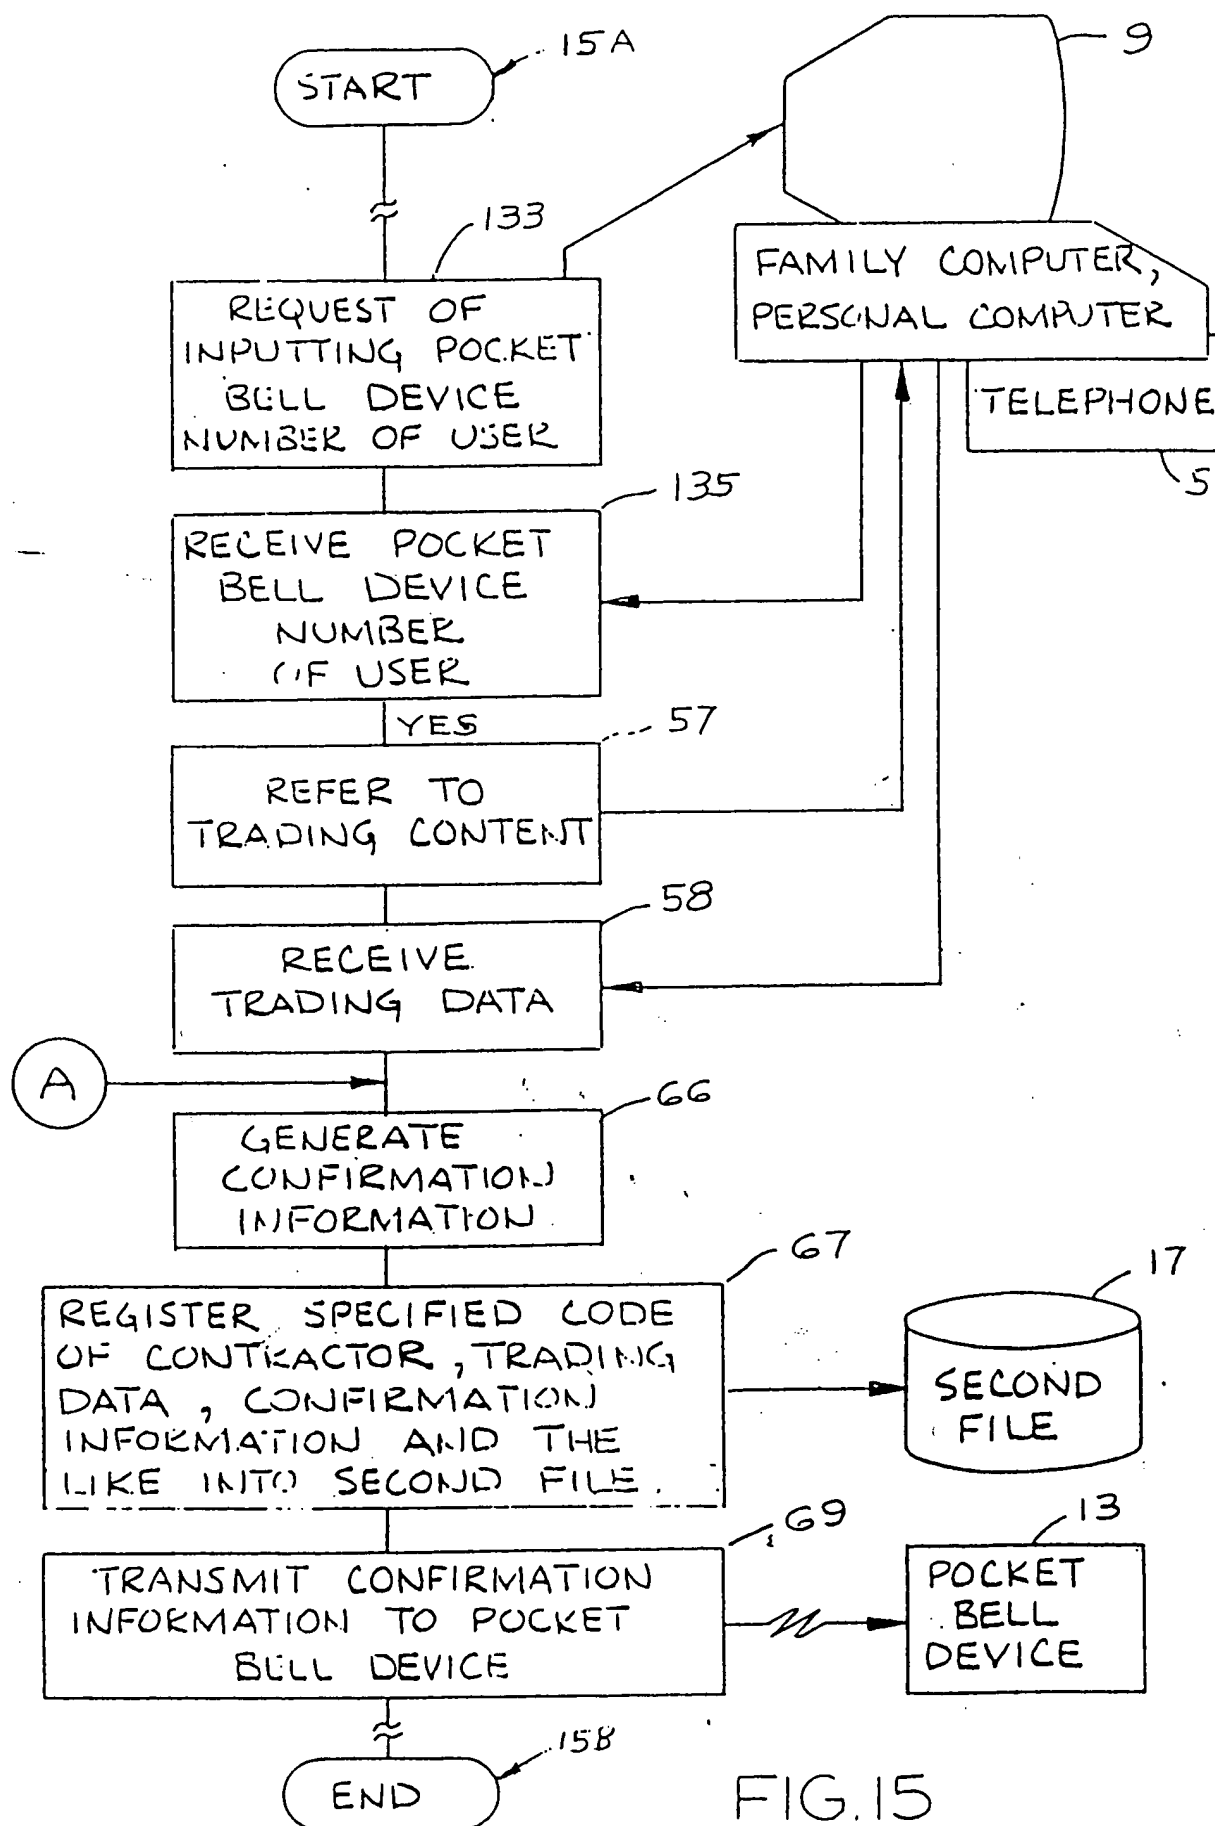 START
15A
9
133
REQUEST OF
INPUTTING POCKET
BELL DEVICE
NUMBER OF USER
FAMILY COMPUTER,
PERSONAL COMPUTER
TELEPHONE
5
135
RECEIVE POCKET
BELL DEVICE
NUMBER
OF USER
YES
57
REFER TO
TRADING CONTENT
58
RECEIVE
TRADING DATA
A
66
GENERATE
CONFIRMATION
INFORMATION
67
REGISTER SPECIFIED CODE
OF CONTRACTOR, TRADING
DATA, CONFIRMATION
INFORMATION AND THE
LIKE INTO SECOND FILE.
17
SECOND
FILE
69
TRANSMIT CONFIRMATION
INFORMATION TO POCKET
BELL DEVICE
13
POCKET
BELL
DEVICE
15B
END
FIG.15